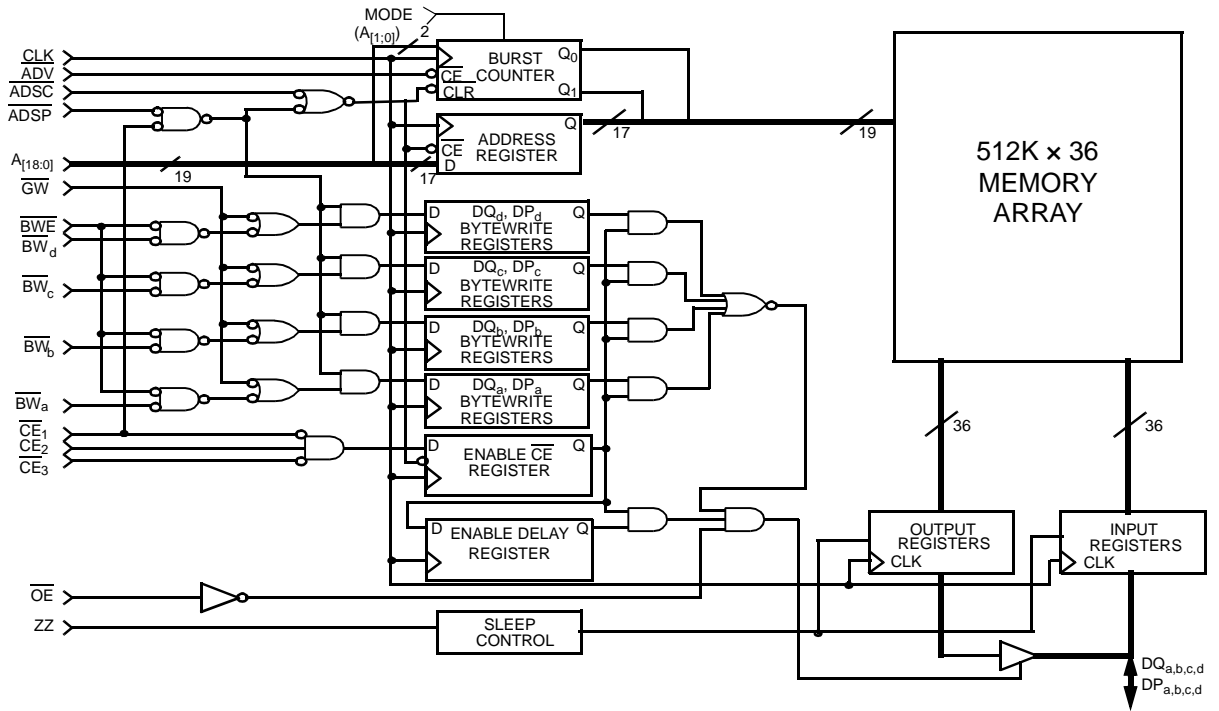 MODE
(A[1;0]) 2
CLK
ADV
ADSC
ADSP
A[18:0]
19
GW
BWE
BWd
BWc
BWb
BWa
CE1
CE2
CE3
OE
ZZ
BURST
COUNTER
Q0
Q1
CE
CLR
ADDRESS
REGISTER
Q
CE
D
17
17
19
512K × 36
MEMORY
ARRAY
D DQd, DPd Q
BYTEWRITE
REGISTERS
D DQc, DPc Q
BYTEWRITE
REGISTERS
D DQb, DPb Q
BYTEWRITE
REGISTERS
D DQa, DPa Q
BYTEWRITE
REGISTERS
D ENABLE CE Q
REGISTER
D ENABLE DELAY Q
REGISTER
SLEEP
CONTROL
36
36
OUTPUT
REGISTERS
CLK
INPUT
REGISTERS
CLK
DQa,b,c,d
DPa,b,c,d